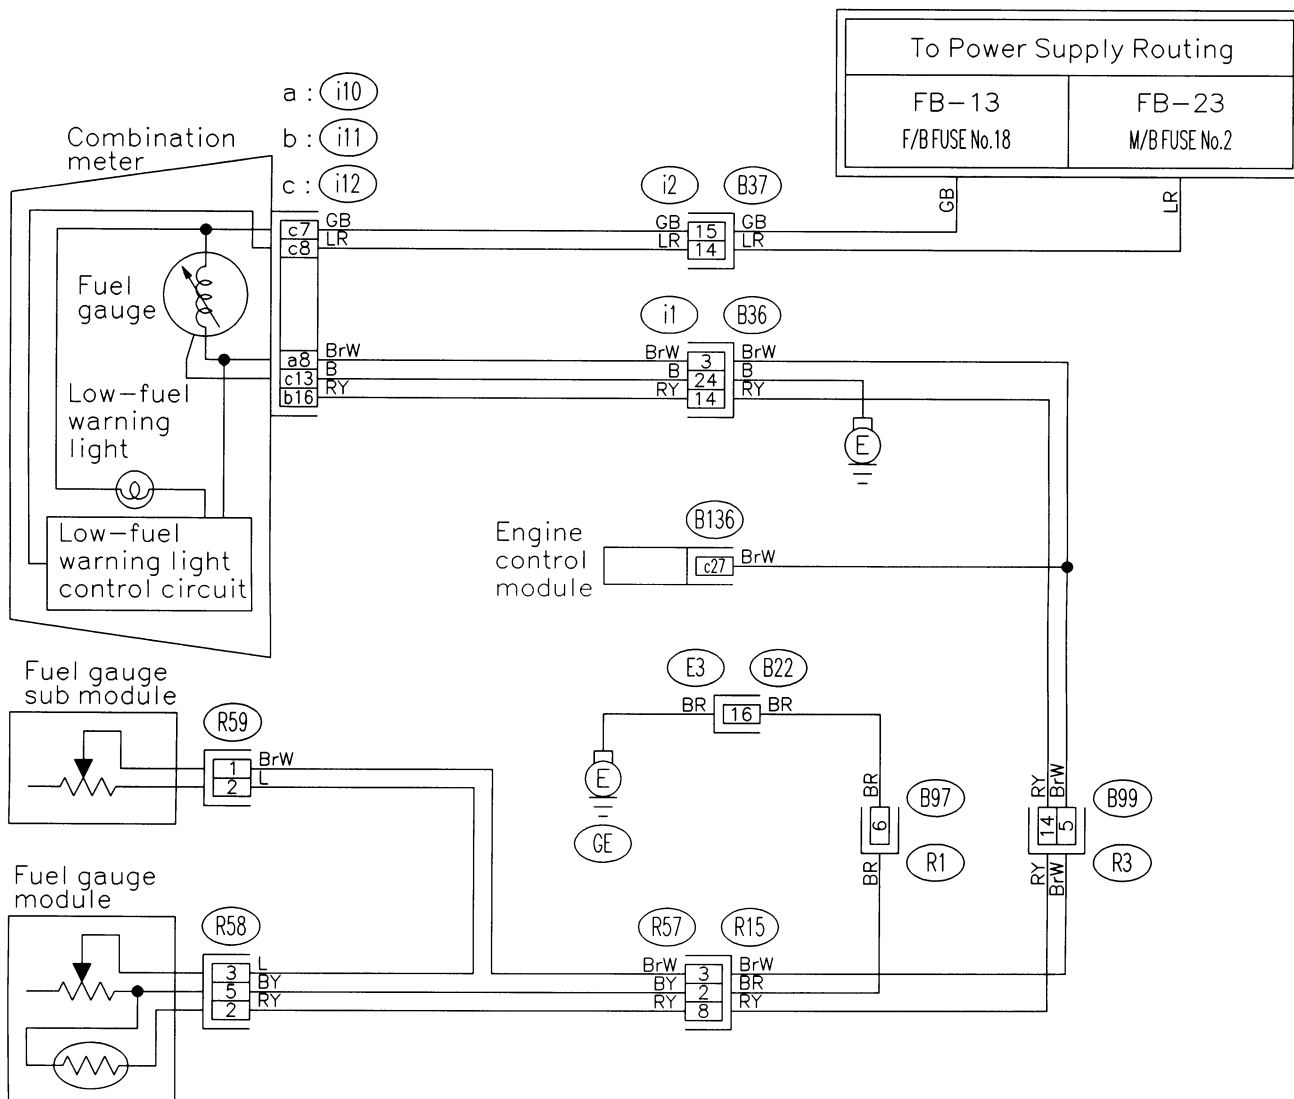 To Power Supply Routing
FB-13
F/B FUSE No.18
FB-23
M/B FUSE No.2
GB
LR
a : i10
b : i11
c : i12
Combination
meter
c7
c8
GB
LR
i2
B37
GB
LR
15
14
GB
LR
Fuel
gauge
i1
B36
a8
c13
b16
BrW
B
RY
BrW
B
RY
3
24
14
BrW
B
RY
E
Low-fuel
warning
light
Low-fuel
warning light
control circuit
Engine
control
module
B136
c27
BrW
Fuel gauge
sub module
R59
1
2
BrW
L
E3
B22
BR
16
BR
E
GE
BR
6
BR
B97
R1
RY
BrW
14
5
RY
BrW
B99
R3
Fuel gauge
module
R58
3
5
2
L
BY
RY
R57
R15
BrW
BY
RY
3
2
8
BrW
BR
RY